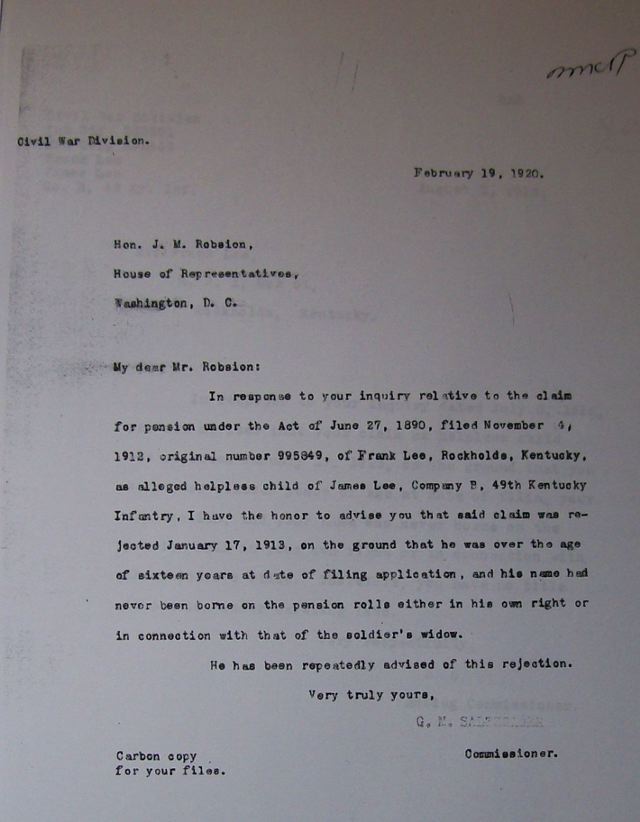 Civil War Division.
February 19, 1920.
Hon. J. M. Robsion,
House of Representatives,
Washington, D. C.
My dear Mr. Robsion:
In response to your inquiry relative to the claim
for pension under the Act of June 27, 1890, filed November 4,
1912, original number 995849, of Frank Lee, Rockholds, Kentucky,
as alleged helpless child of James Lee, Company B, 49th Kentucky
Infantry, I have the honor to advise you that said claim was re-
jected January 17, 1913, on the ground that he was over the age
of sixteen years at date of filing application, and his name had
never been borne on the pension rolls either in his own right or
in connection with that of the soldier's widow.
He has been repeatedly advised of this rejection.
Very truly yours,
G. M.
Commissioner.
Carbon copy
for your files.